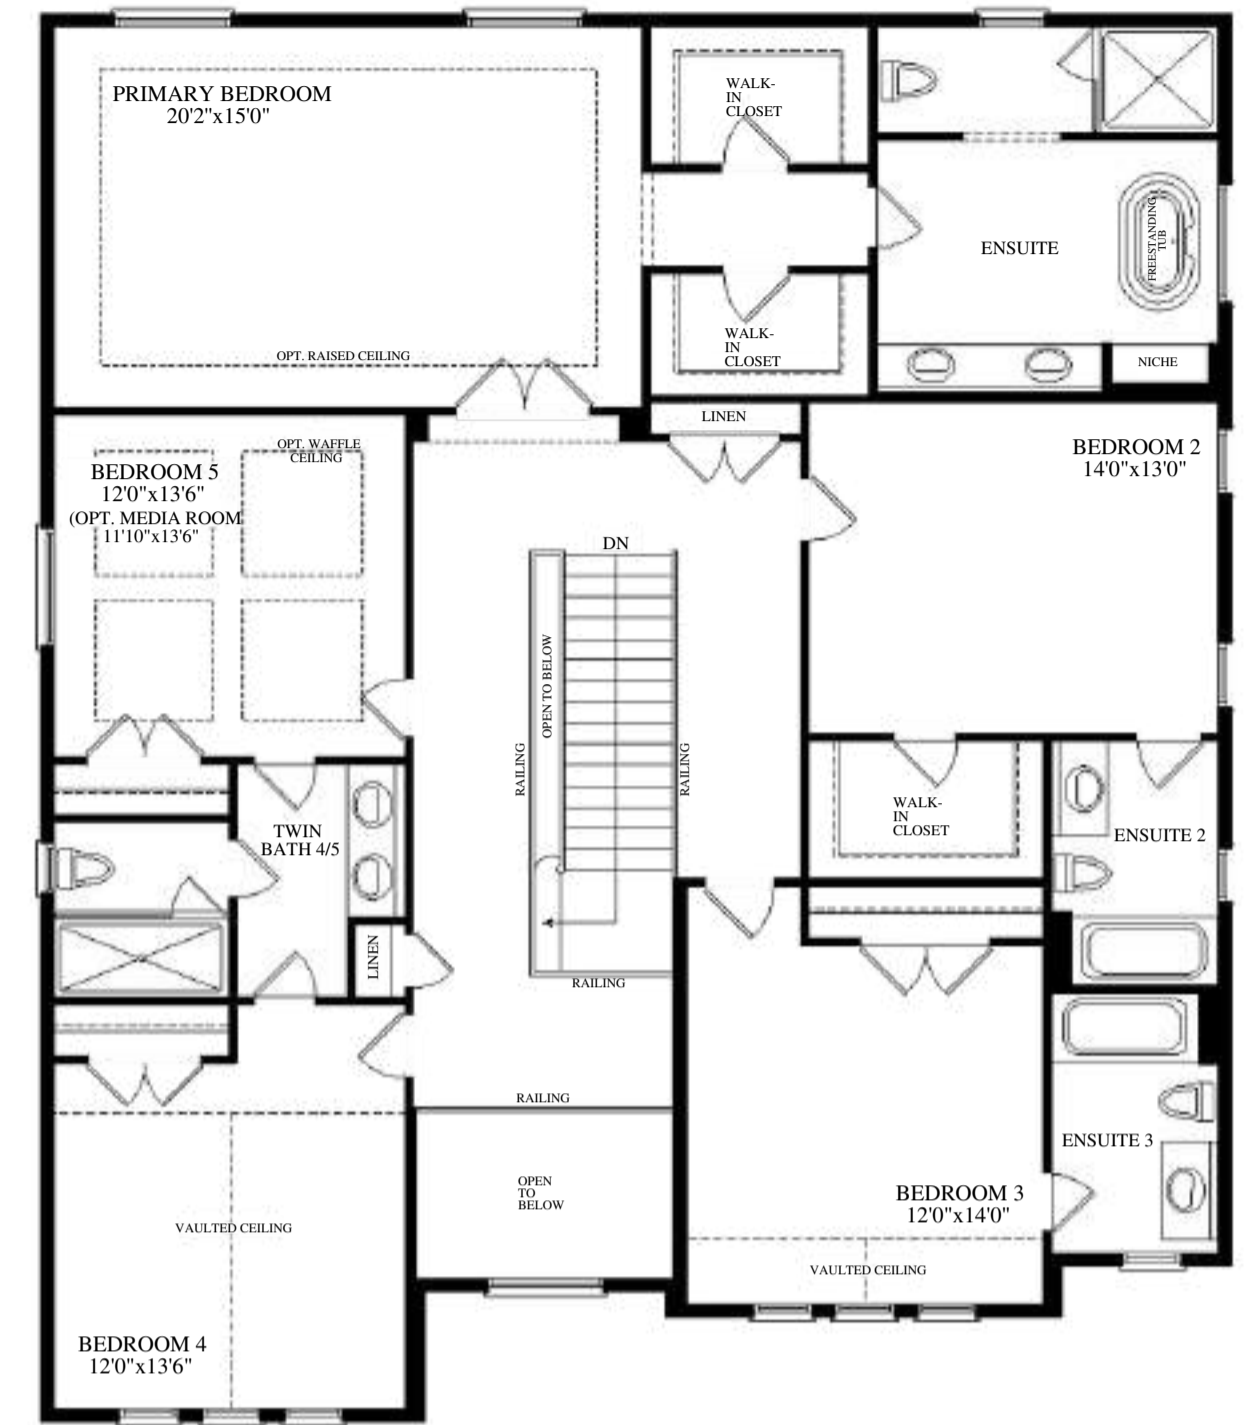 PRIMARY BEDROOM
20'2"x15'0"
OPT. RAISED CEILING
WALK-
IN
CLOSET
WALK-
IN
CLOSET
ENSUITE
FREESTANDING
TUB
NICHE
LINEN
BEDROOM 2
14'0"x13'0"
OPT. WAFFLE
CEILING
BEDROOM 5
12'0"x13'6"
(OPT. MEDIA ROOM
11'10"x13'6"
DN
OPEN TO BELOW
RAILING
RAILING
RAILING
WALK-
IN
CLOSET
ENSUITE 2
TWIN
BATH 4/5
LINEN
RAILING
OPEN
TO
BELOW
ENSUITE 3
BEDROOM 3
12'0"x14'0"
VAULTED CEILING
VAULTED CEILING
BEDROOM 4
12'0"x13'6"